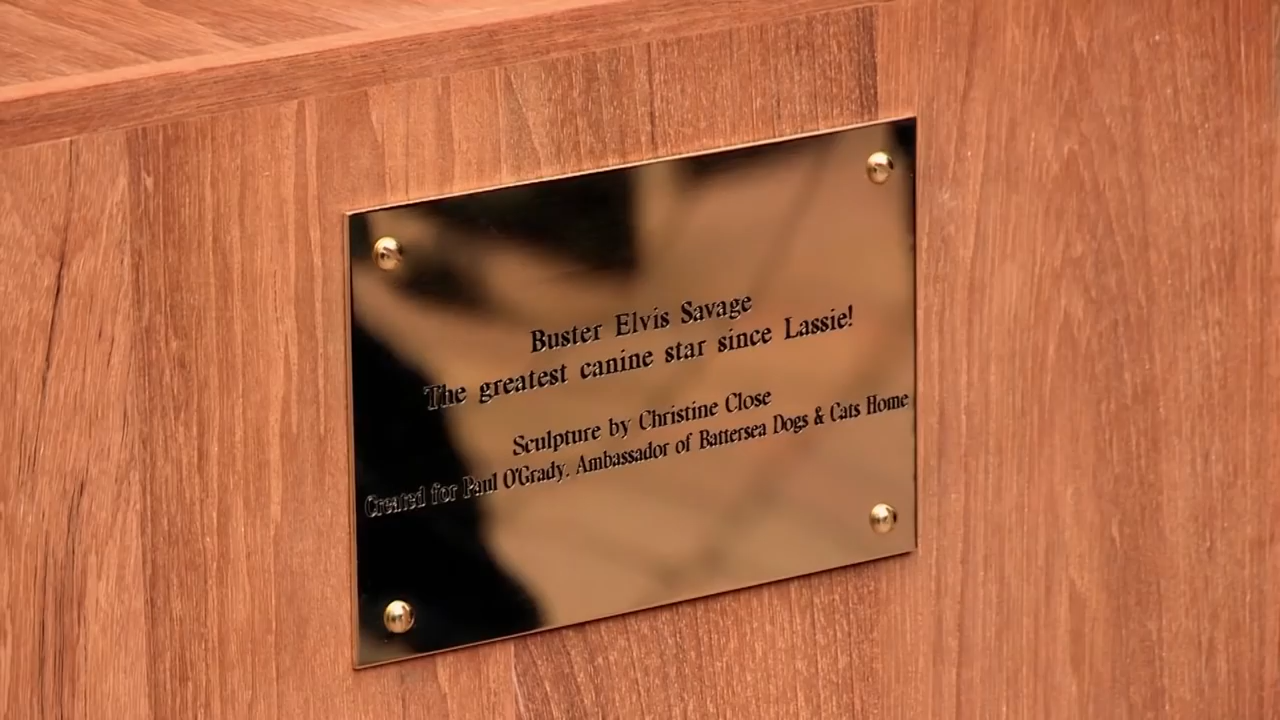 Buster Elvis Savage
The greatest canine star since Lassie!
Sculpture by Christine Close
Created for Paul O'Grady. Ambassador of Battersea Dogs & Cats Home